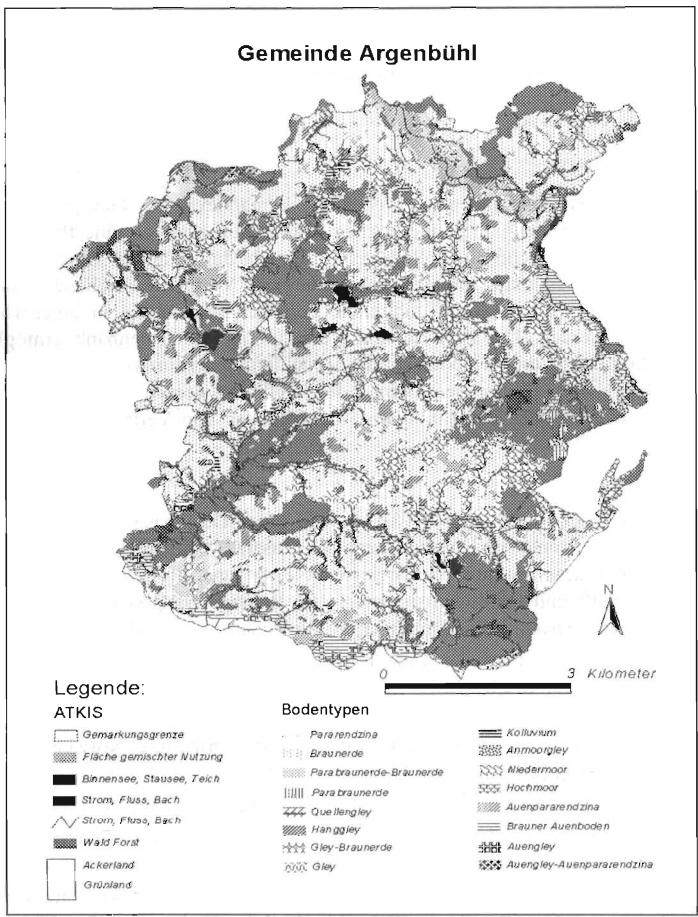 Gemeinde Argenbühl
N
0 3 Kilometer
Legende:
ATKIS
Gemarkungsgrenze
Fläche gemischter Nutzung
Binnensee, Stausee, Teich
Strom, Fluss, Bach
Strom, Fluss, Bach
Wald Forst
Ackerland
Grünland
Bodentypen
Pararendzina
Braunerde
Parabraunerde-Braunerde
Parabraunerde
Quellengley
Hanggley
Gley-Braunerde
Gley
Kolluvium
Anmoorgley
Niedermoor
Hochmoor
Auenpararendzina
Brauner Auenboden
Auengley
Auengley-Auenpararendzina